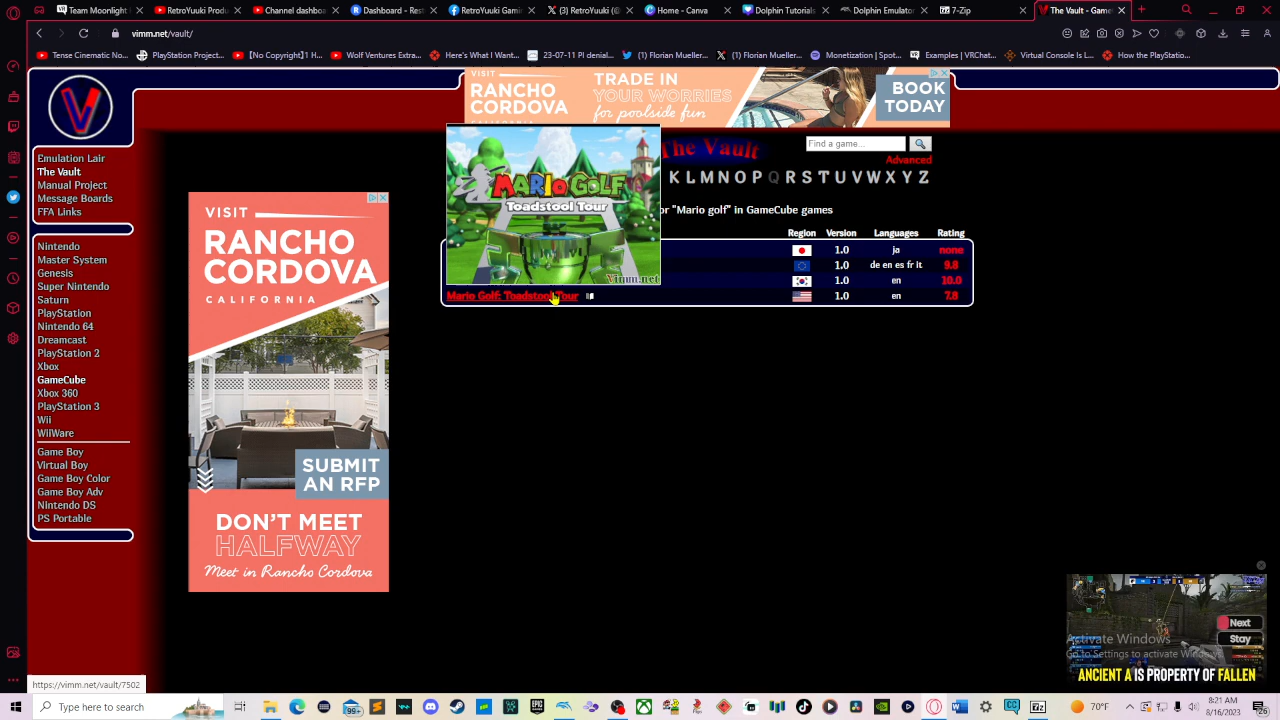 Team Moonlight
Vanguard - Disc
YouTube
RetroYuuki Gam
RetroYuuki (@
Home - Canva
Dolphin Tutorials
Dolphin Emulat
7-Zip
The Vault - Game
vimm.net/vault/
Tense Cinematic No...
PlayStation Project...
【No Copyright】1 H...
Wolf Ventures Extra...
Here's What I Want...
23-07-11 PI denial...
(1) Florian Mueller...
(1) Florian Mueller...
Monetization | Spot...
Examples | VRChat...
Virtual Console Is L...
How the PlayStation...
VISIT
RANCHO
CORDOVA
CALIFORNIA
TRADE IN
YOUR WORRIES
for poolside fun
BOOK
TODAY
V
Emulation Lair
The Vault
Manual Project
Message Boards
FFA Links
Nintendo
Master System
Genesis
Super Nintendo
Saturn
PlayStation
Nintendo 64
Dreamcast
PlayStation 2
Xbox
GameCube
Xbox 360
PlayStation 3
Wii
WiiWare
Game Boy
Virtual Boy
Game Boy Color
Game Boy Adv
Nintendo DS
PS Portable
VISIT
RANCHO
CORDOVA
CALIFORNIA
SUBMIT
AN RFP
DON'T MEET
HALFWAY
Meet in Rancho Cordova
The Vault
Find a game...
Advanced
K L M N O P Q R S T U V W X Y Z
or "Mario golf" in GameCube games
MARIO GOLF
Toadstool Tour
Vimm.net
Region Version Languages Rating
1.0 ja none
1.0 de en es fr it 9.8
1.0 en 10.0
Mario Golf: Toadstool Tour 1.0 en 7.8
Next
Stay
Activate Windows
Go to Settings to activate Windows.
ANCIENT A IS PROPERTY OF FALLEN
https://vimm.net/vault/7502
Type here to search
99+
70°F
8:21 AM
8/16/2023